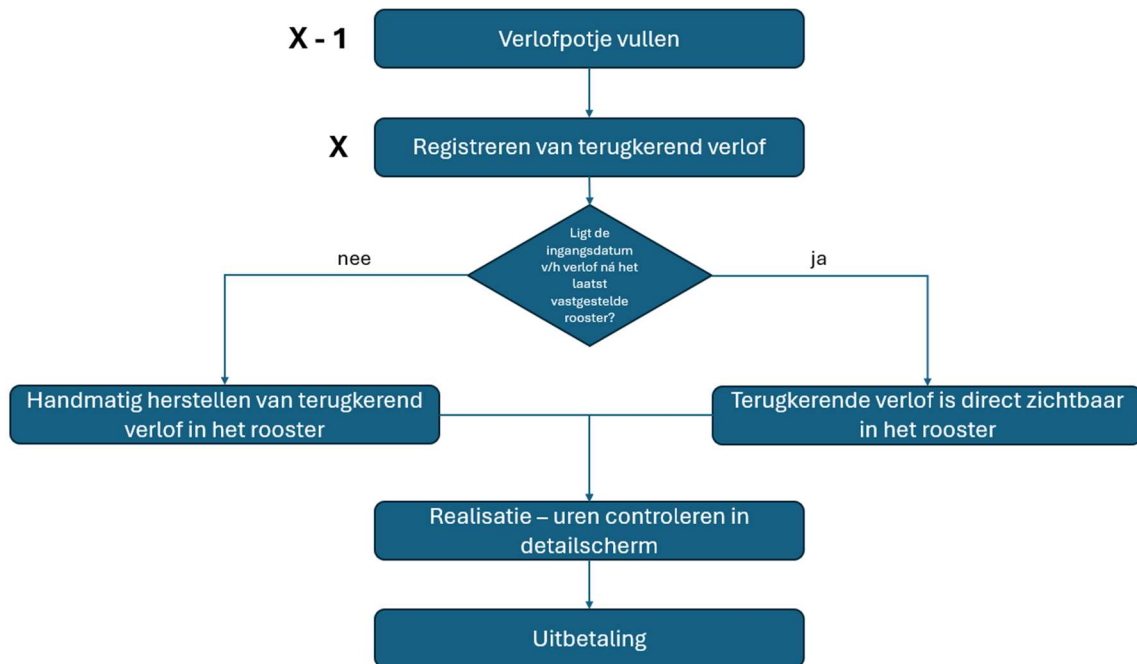 X - 1
Verlofpotje vullen
X
Registreren van terugkerend verlof
Ligt de
ingangsdatum
v/h verlof ná het
laatst
vastgestelde
rooster?
nee
ja
Handmatig herstellen van terugkerend
verlof in het rooster
Terugkerende verlof is direct zichtbaar
in het rooster
Realisatie – uren controleren in
detailscherm
Uitbetaling